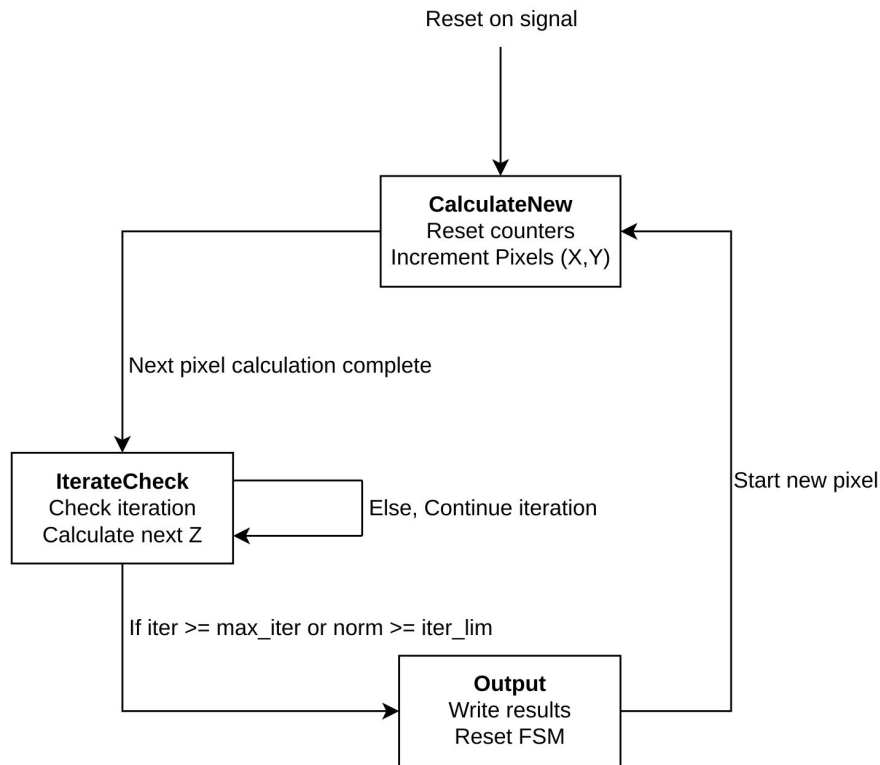 Reset on signal
CalculateNew
Reset counters
Increment Pixels (X,Y)
Next pixel calculation complete
IterateCheck
Check iteration
Calculate next Z
Else, Continue iteration
Start new pixel
If iter >= max_iter or norm >= iter_lim
Output
Write results
Reset FSM